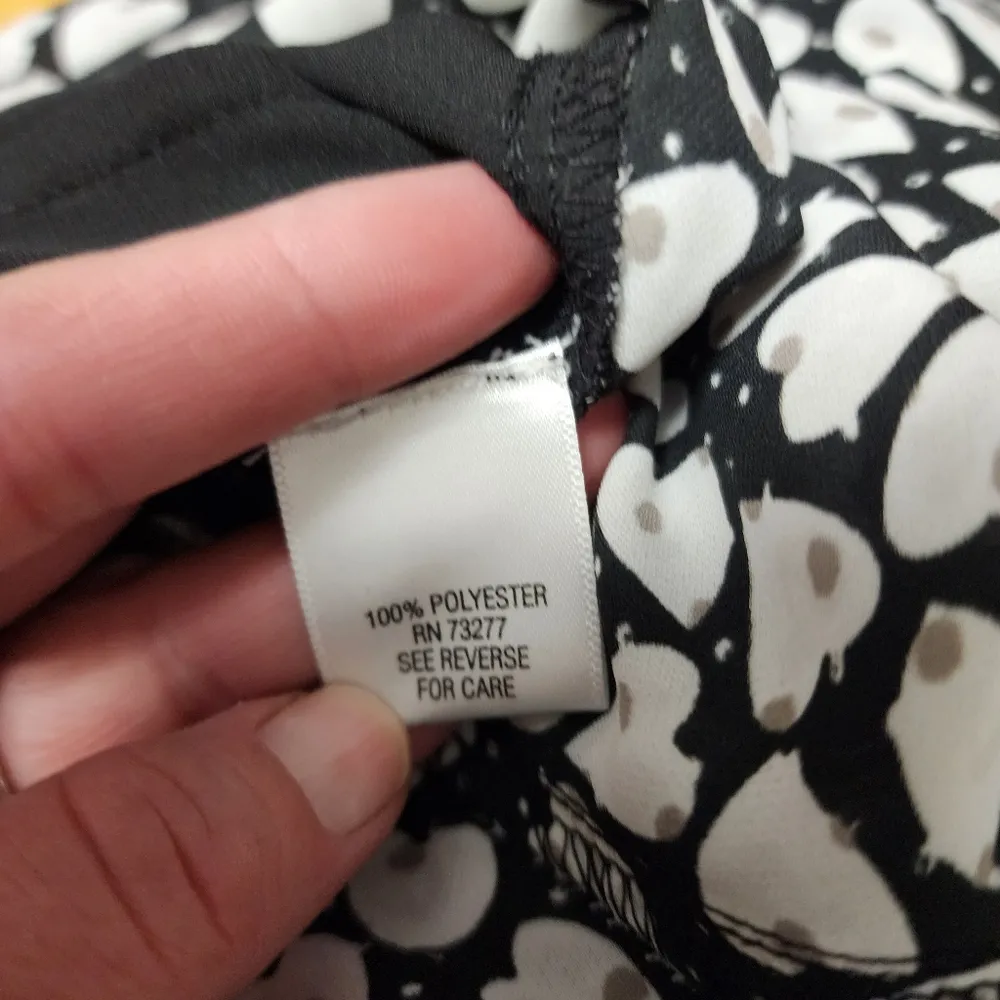 100% POLYESTER
RN 73277
SEE REVERSE
FOR CARE